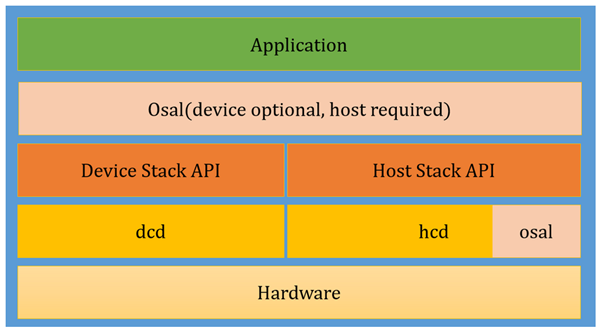 Application
Osal(device optional, host required)
Device Stack API
Host Stack API
dcd
hcd
osal
Hardware